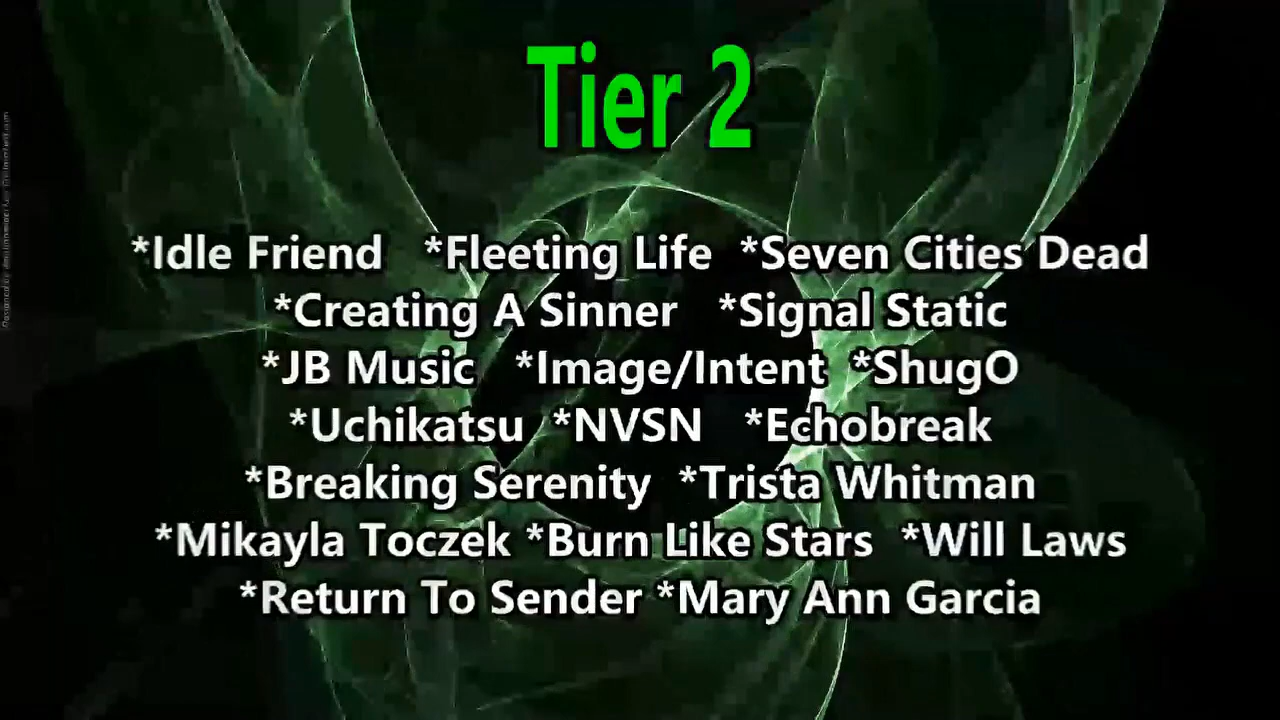 Tier 2
*Idle Friend *Fleeting Life *Seven Cities Dead
*Creating A Sinner *Signal Static
*JB Music *Image/Intent *ShugO
*Uchikatsu *NVSN *Echobreak
*Breaking Serenity *Trista Whitman
*Mikayla Toczek *Burn Like Stars *Will Laws
*Return To Sender *Mary Ann Garcia